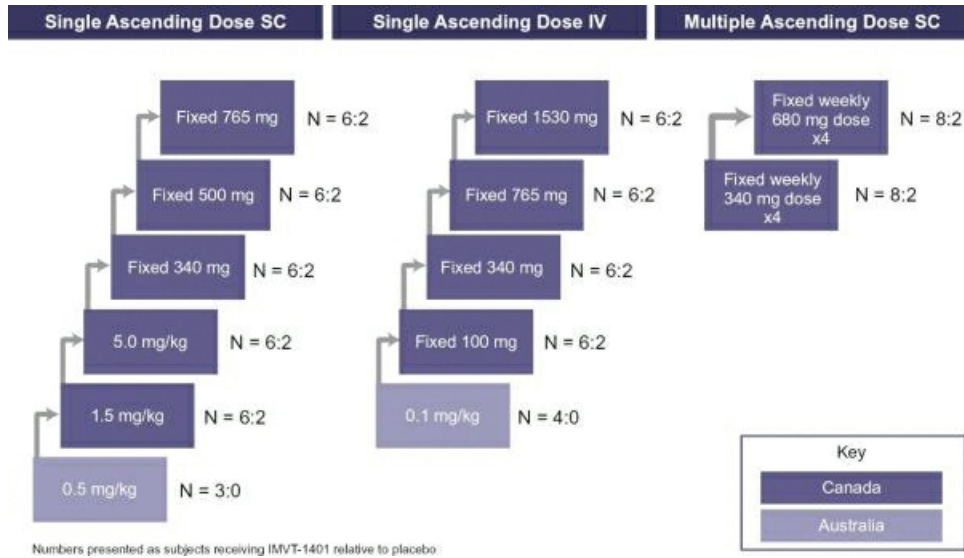 Single Ascending Dose SC
Single Ascending Dose IV
Multiple Ascending Dose SC
Fixed 765 mg
N = 6:2
Fixed 500 mg
N = 6:2
Fixed 340 mg
N = 6:2
5.0 mg/kg
N = 6:2
1.5 mg/kg
N = 6:2
0.5 mg/kg
N = 3:0
Fixed 1530 mg
N = 6:2
Fixed 765 mg
N = 6:2
Fixed 340 mg
N = 6:2
Fixed 100 mg
N = 6:2
0.1 mg/kg
N = 4:0
Fixed weekly
680 mg dose
x4
N = 8:2
Fixed weekly
340 mg dose
x4
N = 8:2
Key
Canada
Australia
Numbers presented as subjects receiving IMVT-1401 relative to placebo